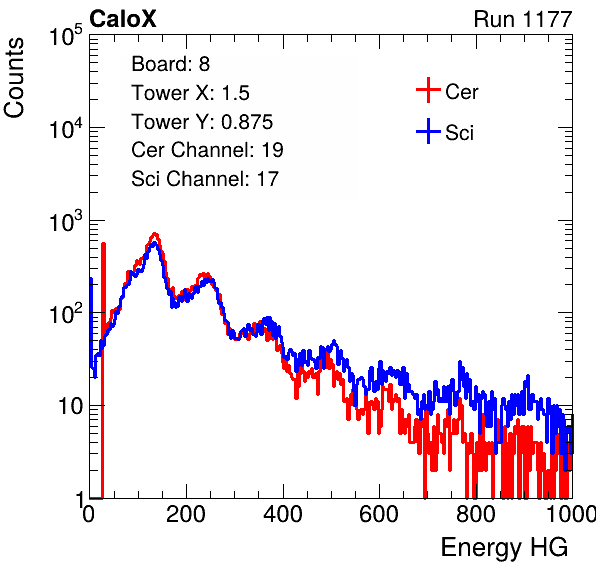 CaloX Run 1177
Counts
10^5
10^4
10^3
10^2
10
1
Board: 8
Tower X: 1.5
Tower Y: 0.875
Cer Channel: 19
Sci Channel: 17
Cer
Sci
0 200 400 600 800 1000
Energy HG